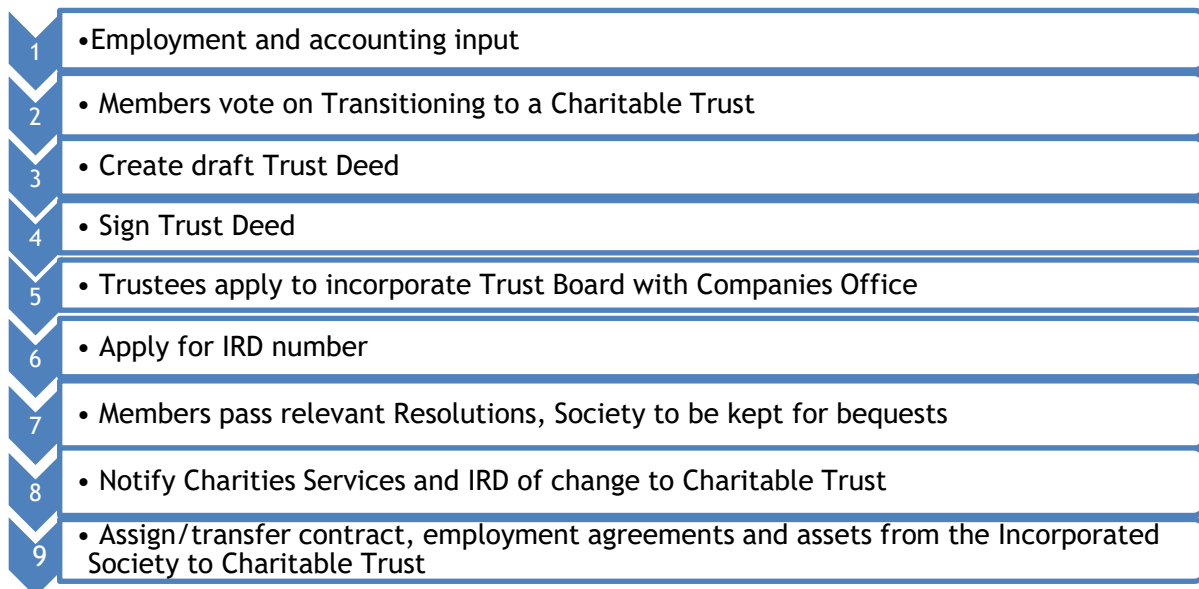 1
•Employment and accounting input
2
• Members vote on Transitioning to a Charitable Trust
3
• Create draft Trust Deed
4
• Sign Trust Deed
5
• Trustees apply to incorporate Trust Board with Companies Office
6
• Apply for IRD number
7
• Members pass relevant Resolutions, Society to be kept for bequests
8
• Notify Charities Services and IRD of change to Charitable Trust
9
• Assign/transfer contract, employment agreements and assets from the Incorporated
Society to Charitable Trust